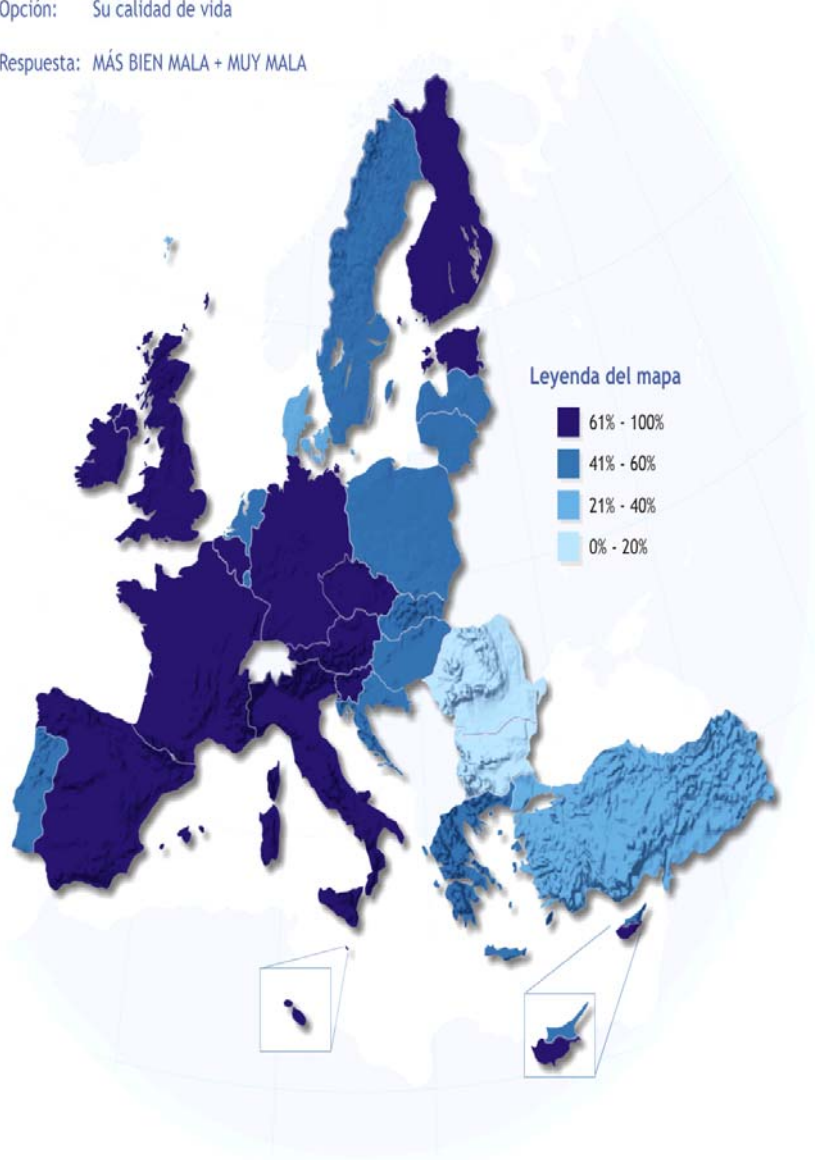 Opción: Su calidad de vida
Respuesta: MÁS BIEN MALA + MUY MALA
Leyenda del mapa
61% - 100%
41% - 60%
21% - 40%
0% - 20%